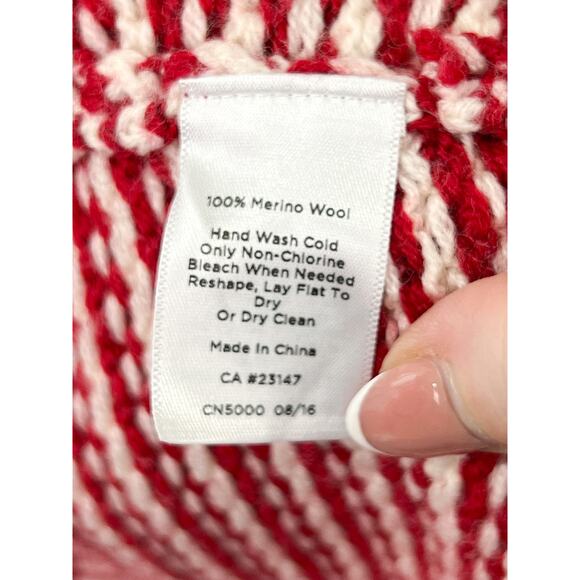 100% Merino Wool
Hand Wash Cold
Only Non-Chlorine
Bleach When Needed
Reshape, Lay Flat To
Dry
Or Dry Clean
Made In China
CA #23147
CN5000 08/16